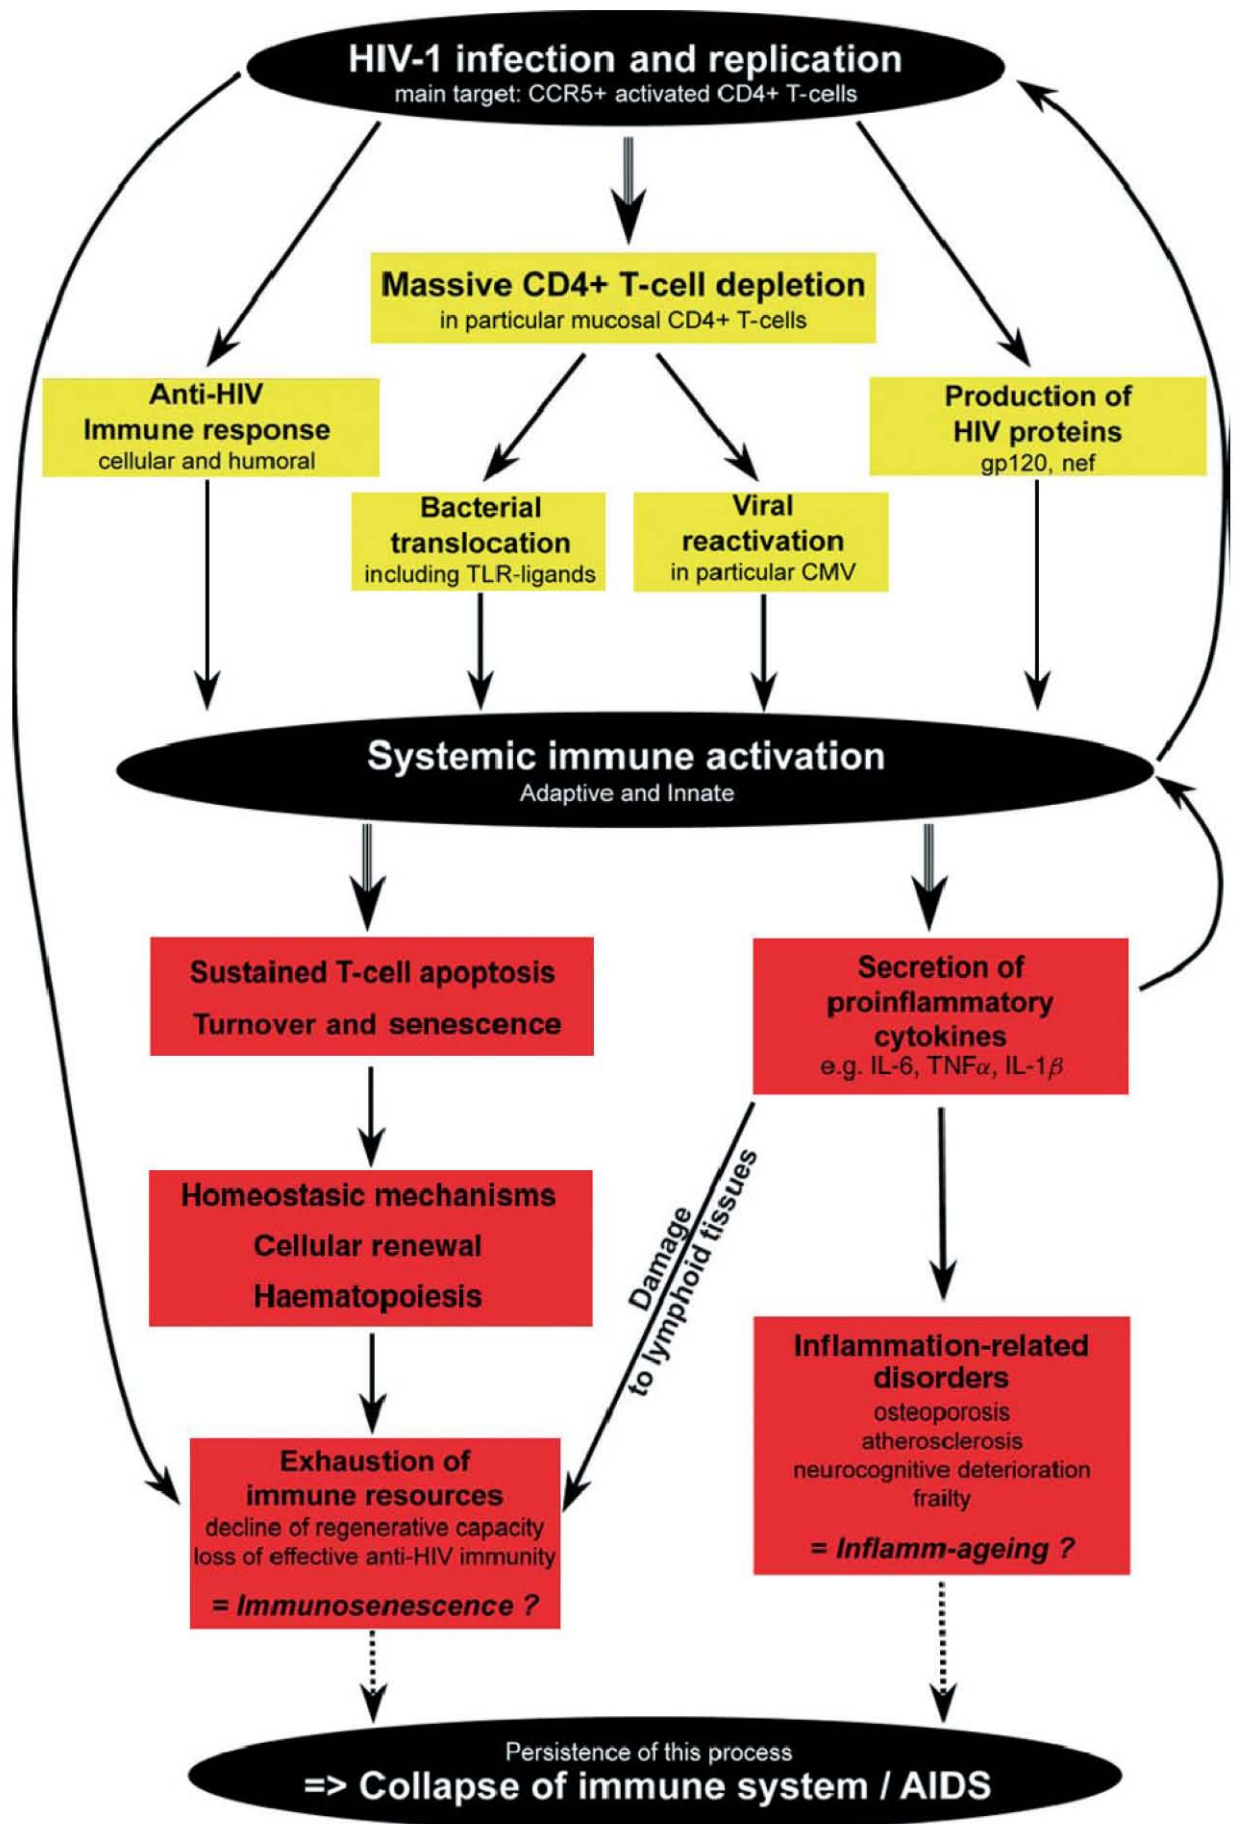 HIV-1 infection and replication
main target: CCR5+ activated CD4+ T-cells
Massive CD4+ T-cell depletion
in particular mucosal CD4+ T-cells
Anti-HIV
Immune response
cellular and humoral
Production of
HIV proteins
gp120, nef
Bacterial
translocation
including TLR-ligands
Viral
reactivation
in particular CMV
Systemic immune activation
Adaptive and Innate
Sustained T-cell apoptosis
Turnover and senescence
Secretion of
proinflammatory
cytokines
e.g. IL-6, TNFα, IL-1β
Homeostasic mechanisms
Cellular renewal
Haematopoiesis
Damage
to lymphoid tissues
Inflammation-related
disorders
osteoporosis
atherosclerosis
neurocognitive deterioration
frailty
= Inflamm-ageing ?
Exhaustion of
immune resources
decline of regenerative capacity
loss of effective anti-HIV immunity
= Immunosenescence ?
Persistence of this process
=> Collapse of immune system / AIDS